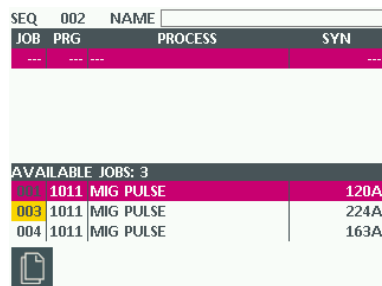 SEQ 002 NAME
JOB PRG PROCESS SYN
--- --- --- ---
AVAILABLE JOBS: 3
001 1011 MIG PULSE 120A
003 1011 MIG PULSE 224A
004 1011 MIG PULSE 163A